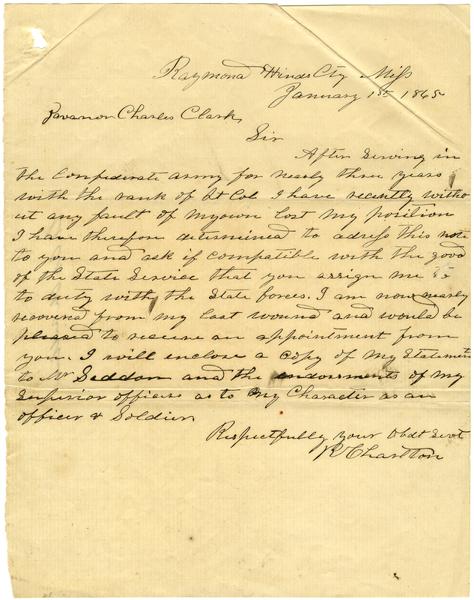 Raymond Hinds Cty Miss
January 1st 1865
Govanor Charles Clark
Sir
After serving in
the Confederate army for nearly three years
with the rank of Lt Col I have recently witho
ut any fault of my own lost my position
I have therefore determined to adress this note
to you and ask if compatible with the good
of the State Service that you assign me
to duty with the State forces. I am now nearly
recovered from my last wound and would be
pleased to receive an appointment from
you. I will enclose a copy of my Statement
to Mr Seddon and the endorsments of my
Superior officers as to my Character as an
officer & Soldier
Respectfully your Obdt Servt
R Charlton